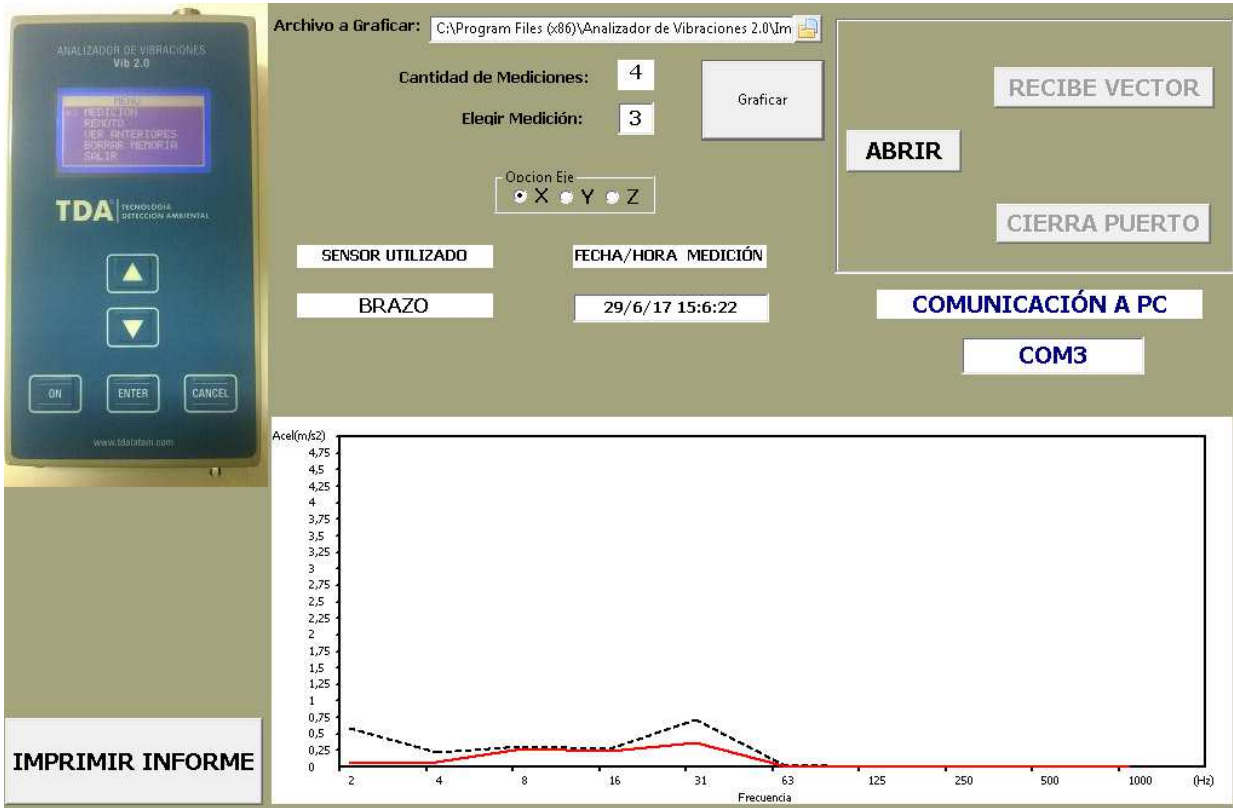 ANALIZADOR DE VIBRACIONES
Vib 2.0
MENU
MEDICION
REMOTO
VER ANTERIORES
BORRAR MEMORIA
SALIR
TDA TECNOLOGIA
DETECCION AMBIENTAL
ON
ENTER
CANCEL
www.tdalatam.com
Archivo a Graficar: C:\Program Files (x86)\Analizador de Vibraciones 2.0\Im
Cantidad de Mediciones: 4
Elegir Medición: 3
Graficar
Opcion Eje
X Y Z
SENSOR UTILIZADO
FECHA/HORA MEDICIÓN
BRAZO
29/6/17 15:6:22
RECIBE VECTOR
ABRIR
CIERRA PUERTO
COMUNICACIÓN A PC
COM3
Acel(m/s2)
4,75
4,5
4,25
4
3,75
3,5
3,25
3
2,75
2,5
2,25
2
1,75
1,5
1,25
1
0,75
0,5
0,25
0
2 4 8 16 31 63 125 250 500 1000 (Hz)
Frecuencia
IMPRIMIR INFORME